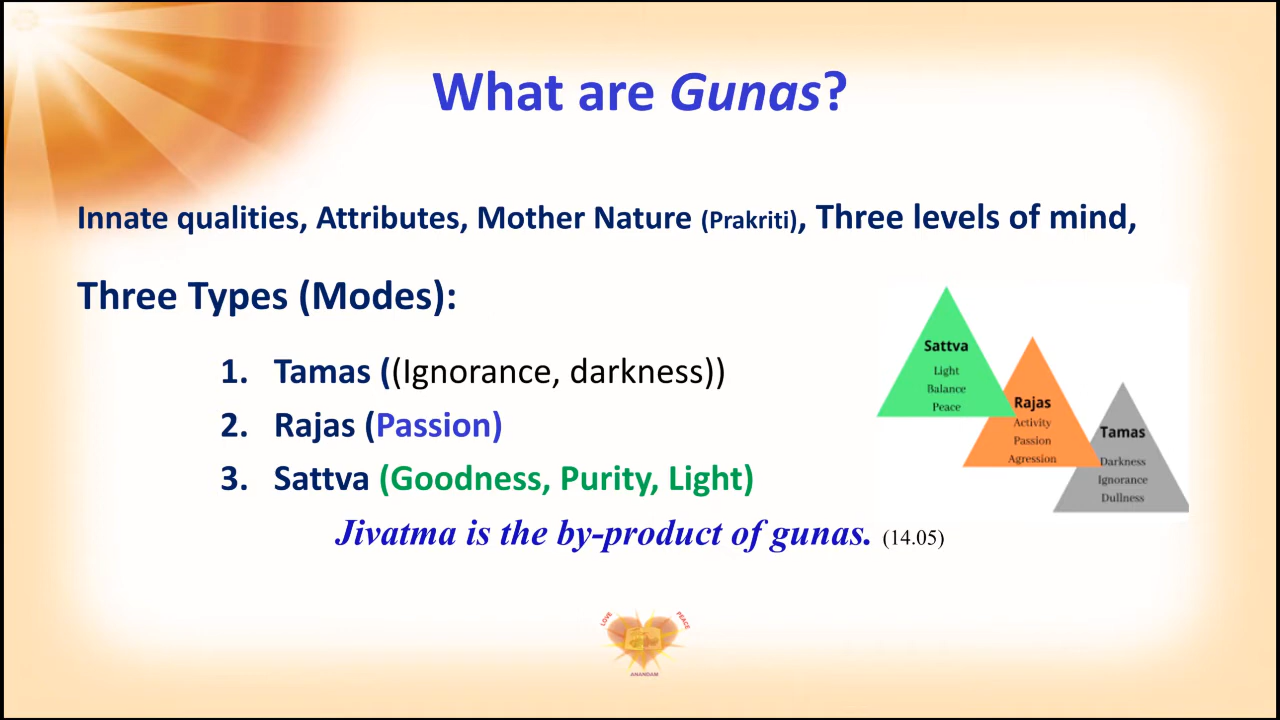 What are Gunas?
Innate qualities, Attributes, Mother Nature (Prakriti), Three levels of mind,
Three Types (Modes):
1. Tamas ((Ignorance, darkness))
2. Rajas (Passion)
3. Sattva (Goodness, Purity, Light)
Jivatma is the by-product of gunas. (14.05)
Sattva
Light
Balance
Peace
Rajas
Activity
Passion
Agression
Tamas
Darkness
Ignorance
Dullness
LOVE
PEACE
ANANDAM